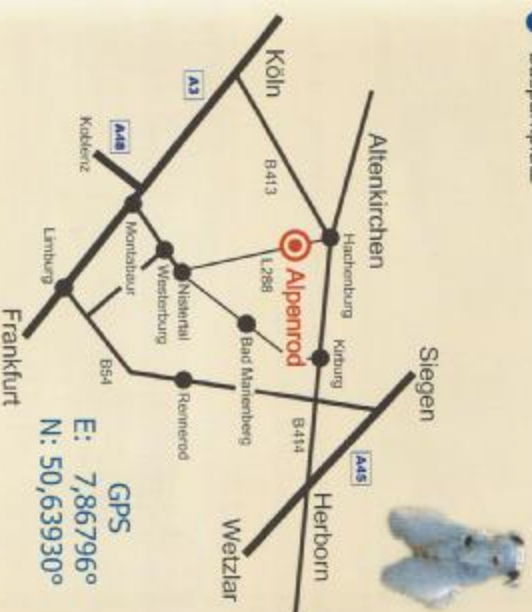 Siegen
A45
Wetzlar
Altenkirchen
Hachenburg
Kirburg
B414
Herborn
Köln
B413
Alpenrod
L288
Bad Marienberg
A3
Nistertal
Westerburg
Rennerod
A48
Koblenz
Montabaur
B54
Limburg
Frankfurt
GPS
E: 7,86796°
N: 50,63930°